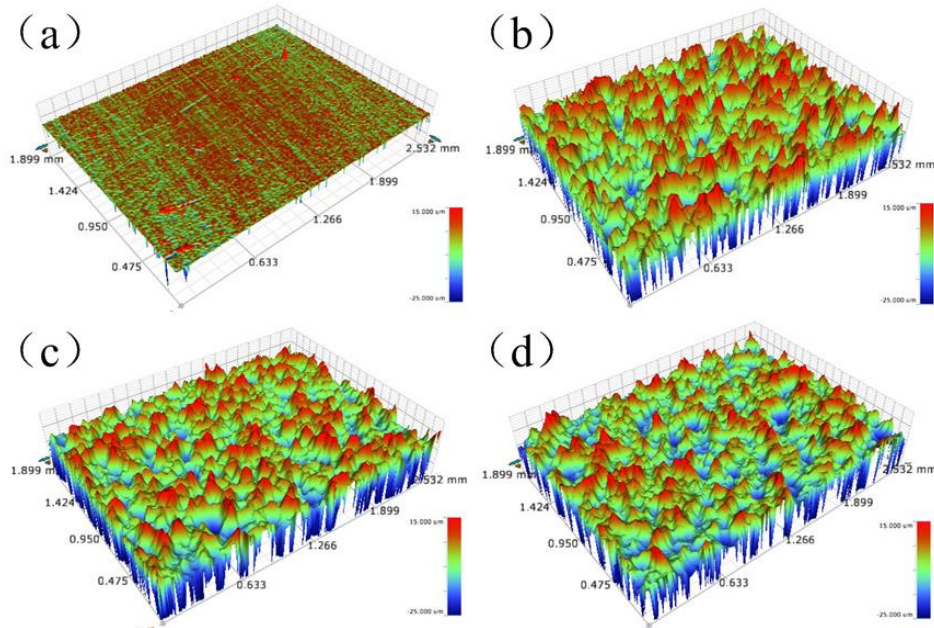 (a)
1.899 mm
1.424
0.950
0.475
0.633
1.266
1.899
2.532 mm
15.000 um
-25.000 um
(b)
1.899 mm
1.424
0.950
0.475
0.633
1.266
1.899
2.532 mm
15.000 um
-25.000 um
(c)
1.899 mm
1.424
0.950
0.475
0.633
1.266
1.899
2.532 mm
15.000 um
-25.000 um
(d)
1.899 mm
1.424
0.950
0.475
0.633
1.266
1.899
2.532 mm
15.000 um
-25.000 um